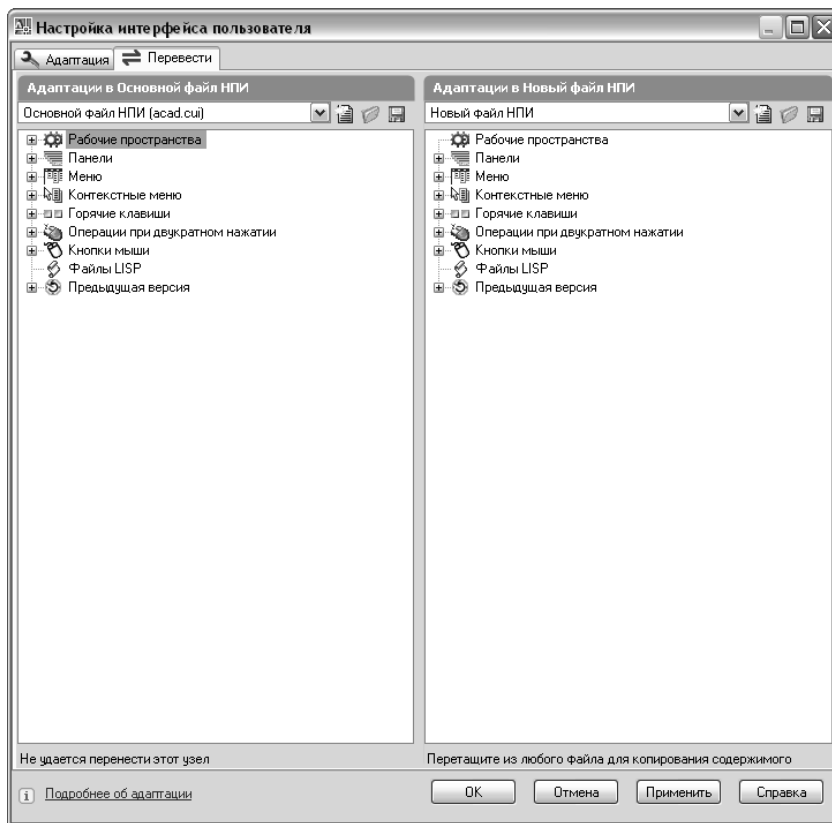 Настройка интерфейса пользователя
Адаптация Перевести
Адаптации в Основной файл НПИ
Основной файл НПИ (acad.cui)
Рабочие пространства
Панели
Меню
Контекстные меню
Горячие клавиши
Операции при двукратном нажатии
Кнопки мыши
Файлы LISP
Предыдущая версия
Не удается перенести этот узел
Адаптации в Новый файл НПИ
Новый файл НПИ
Рабочие пространства
Панели
Меню
Контекстные меню
Горячие клавиши
Операции при двукратном нажатии
Кнопки мыши
Файлы LISP
Предыдущая версия
Перетащите из любого файла для копирования содержимого
Подробнее об адаптации
ОК Отмена Применить Справка